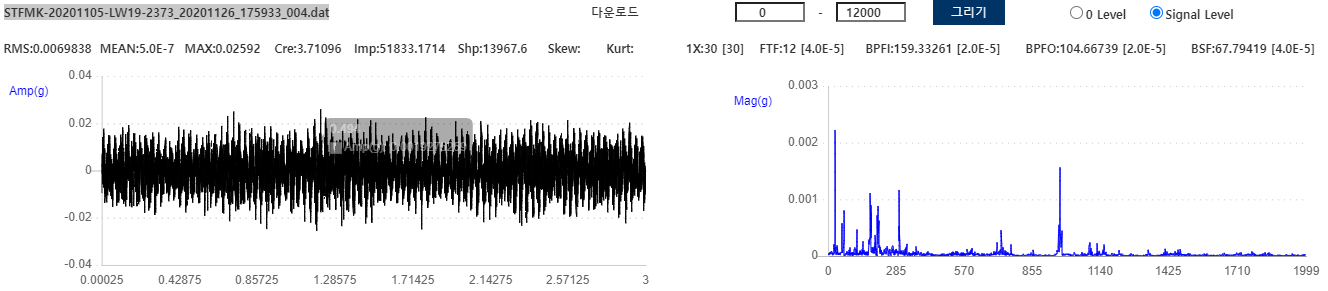 STFMK-20201105-LW19-2373_20201126_175933_004.dat
다운로드
0 - 12000 그리기 0 Level Signal Level
RMS:0.0069838 MEAN:5.0E-7 MAX:0.02592 Cre:3.71096 Imp:51833.1714 Shp:13967.6 Skew: Kurt:
1X:30 [30] FTF:12 [4.0E-5] BPFI:159.33261 [2.0E-5] BPFO:104.66739 [2.0E-5] BSF:67.79419 [4.0E-5]
Amp(g)
0.04
0.02
0
-0.02
-0.04
0.00025 0.42875 0.85725 1.28575 1.71425 2.14275 2.57125 3
Mag(g)
0.003
0.002
0.001
0
0 285 570 855 1140 1425 1710 1999